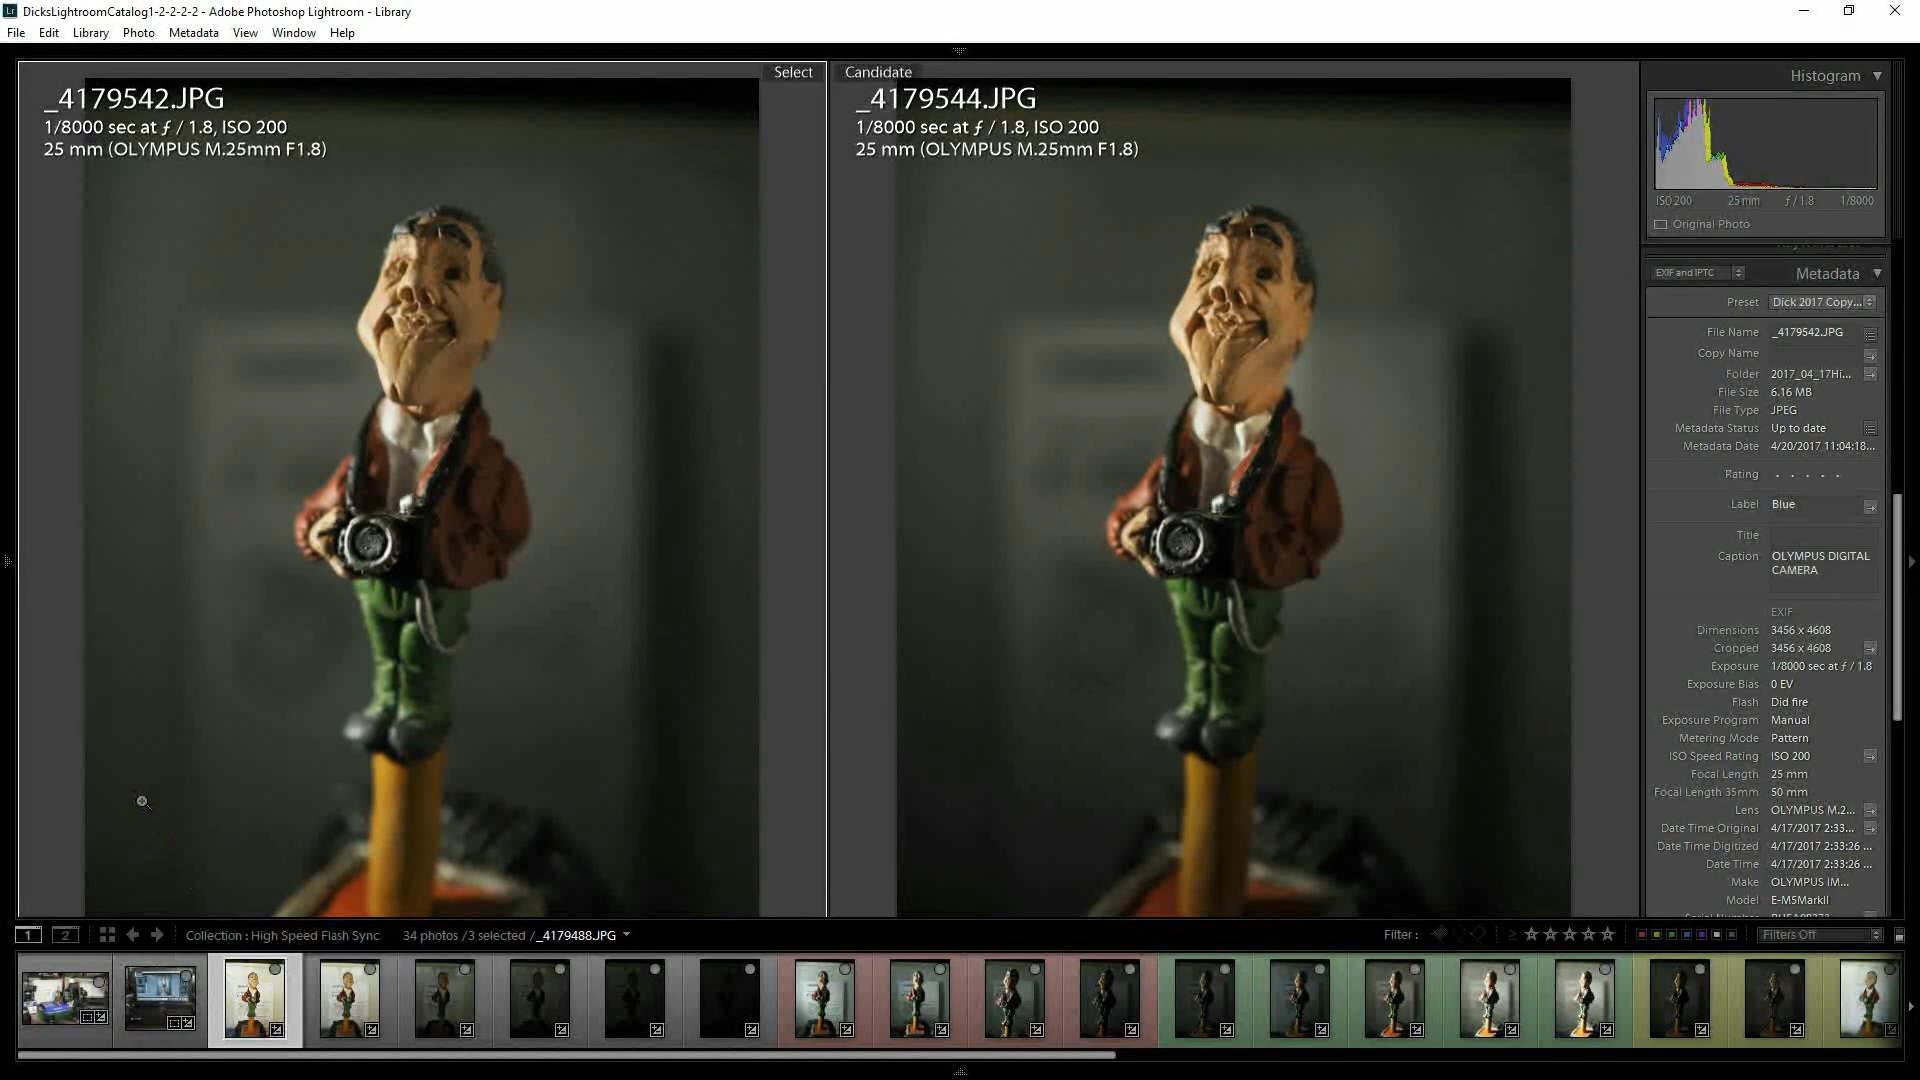 DicksLightroomCatalog1-2-2-2-2 - Adobe Photoshop Lightroom - Library
File Edit Library Photo Metadata View Window Help
Select
Candidate
_4179542.JPG
1/8000 sec at ƒ / 1.8, ISO 200
25 mm (OLYMPUS M.25mm F1.8)
_4179544.JPG
1/8000 sec at ƒ / 1.8, ISO 200
25 mm (OLYMPUS M.25mm F1.8)
Histogram
ISO 200 25 mm ƒ / 1.8 1/8000
Original Photo
EXIF and IPTC Metadata
Preset Dick 2017 Copy...
File Name _4179542.JPG
Copy Name
Folder 2017_04_17Hi...
File Size 6.16 MB
File Type JPEG
Metadata Status Up to date
Metadata Date 4/20/2017 11:04:18...
Rating
Label Blue
Title
Caption OLYMPUS DIGITAL
CAMERA
EXIF
Dimensions 3456 x 4608
Cropped 3456 x 4608
Exposure 1/8000 sec at ƒ / 1.8
Exposure Bias 0 EV
Flash Did fire
Exposure Program Manual
Metering Mode Pattern
ISO Speed Rating ISO 200
Focal Length 25 mm
Focal Length 35mm 50 mm
Lens OLYMPUS M.2...
Date Time Original 4/17/2017 2:33...
Date Time Digitized 4/17/2017 2:33:26 ...
Date Time 4/17/2017 2:33:26 ...
Make OLYMPUS IM...
Model E-M5MarkII
1 2 Collection : High Speed Flash Sync 34 photos /3 selected /_4179488.JPG Filter : Filters Off